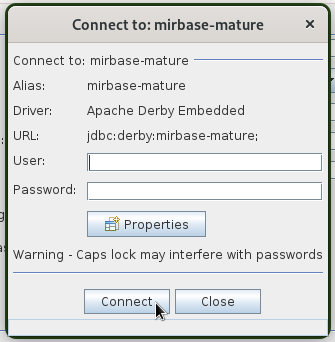 Connect to: mirbase-mature
Connect to: mirbase-mature
Alias: mirbase-mature
Driver: Apache Derby Embedded
URL: jdbc:derby:mirbase-mature;
User:
Password:
Properties
Warning - Caps lock may interfere with passwords
Connect Close